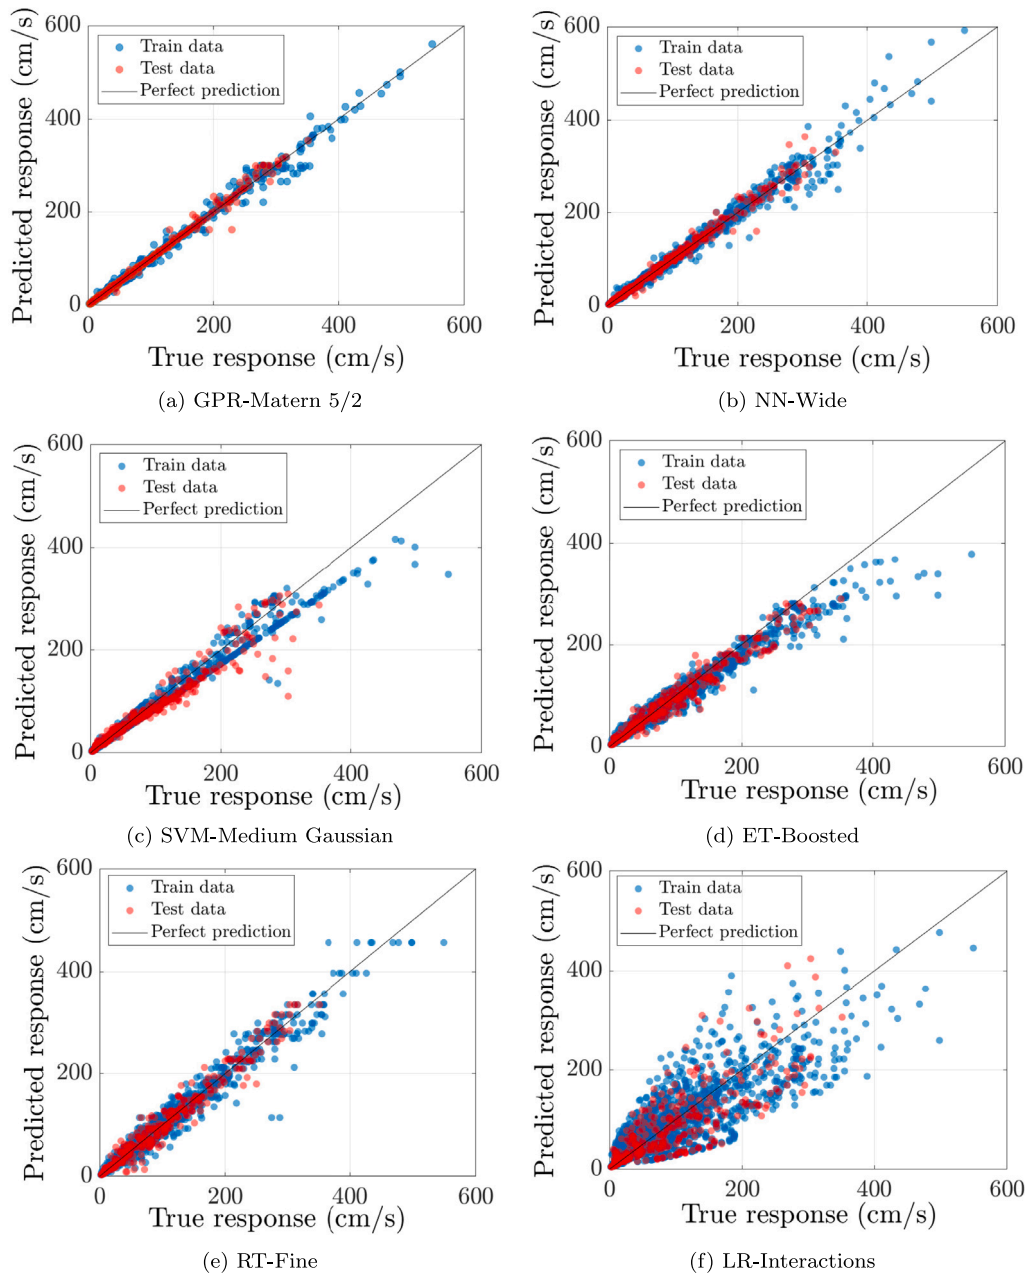 600
400
200
0
Predicted response (cm/s)
Train data
Test data
Perfect prediction
0
200
400
600
True response (cm/s)
(a) GPR-Matern 5/2
600
400
200
0
Predicted response (cm/s)
Train data
Test data
Perfect prediction
0
200
400
600
True response (cm/s)
(b) NN-Wide
600
400
200
0
Predicted response (cm/s)
Train data
Test data
Perfect prediction
0
200
400
600
True response (cm/s)
(c) SVM-Medium Gaussian
600
400
200
0
Predicted response (cm/s)
Train data
Test data
Perfect prediction
0
200
400
600
True response (cm/s)
(d) ET-Boosted
600
400
200
0
Predicted response (cm/s)
Train data
Test data
Perfect prediction
0
200
400
600
True response (cm/s)
(e) RT-Fine
600
400
200
0
Predicted response (cm/s)
Train data
Test data
Perfect prediction
0
200
400
600
True response (cm/s)
(f) LR-Interactions